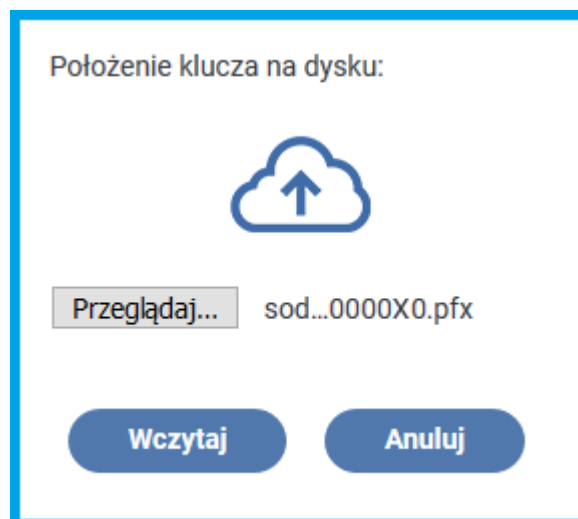 Położenie klucza na dysku:
Przeglądaj... sod...0000X0.pfx
Wczytaj Anuluj